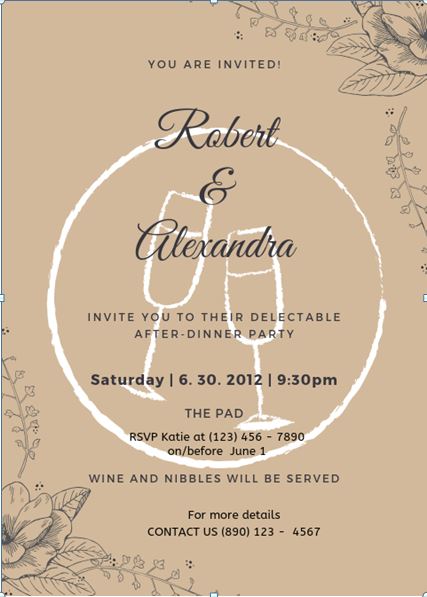 YOU ARE INVITED!
Robert
&
Alexandra
INVITE YOU TO THEIR DELECTABLE
AFTER-DINNER PARTY
Saturday | 6. 30. 2012 | 9:30pm
THE PAD
RSVP Katie at (123) 456 - 7890
on/before June 1
WINE AND NIBBLES WILL BE SERVED
For more details
CONTACT US (890) 123 - 4567